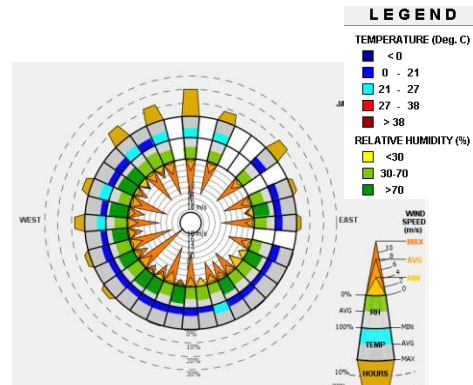 LEGEND
TEMPERATURE (Deg. C)
< 0
0 - 21
21 - 27
27 - 38
> 38
RELATIVE HUMIDITY (%)
<30
30-70
>70
JA
WEST
EAST
m/s
0%
10%
20%
30%
WIND
SPEED
(m/s)
MAX
10
8
AVG
6
4
MIN
2
0
0%
RH
AVG
100%
MIN
TEMP
AVG
MAX
10%
HOURS